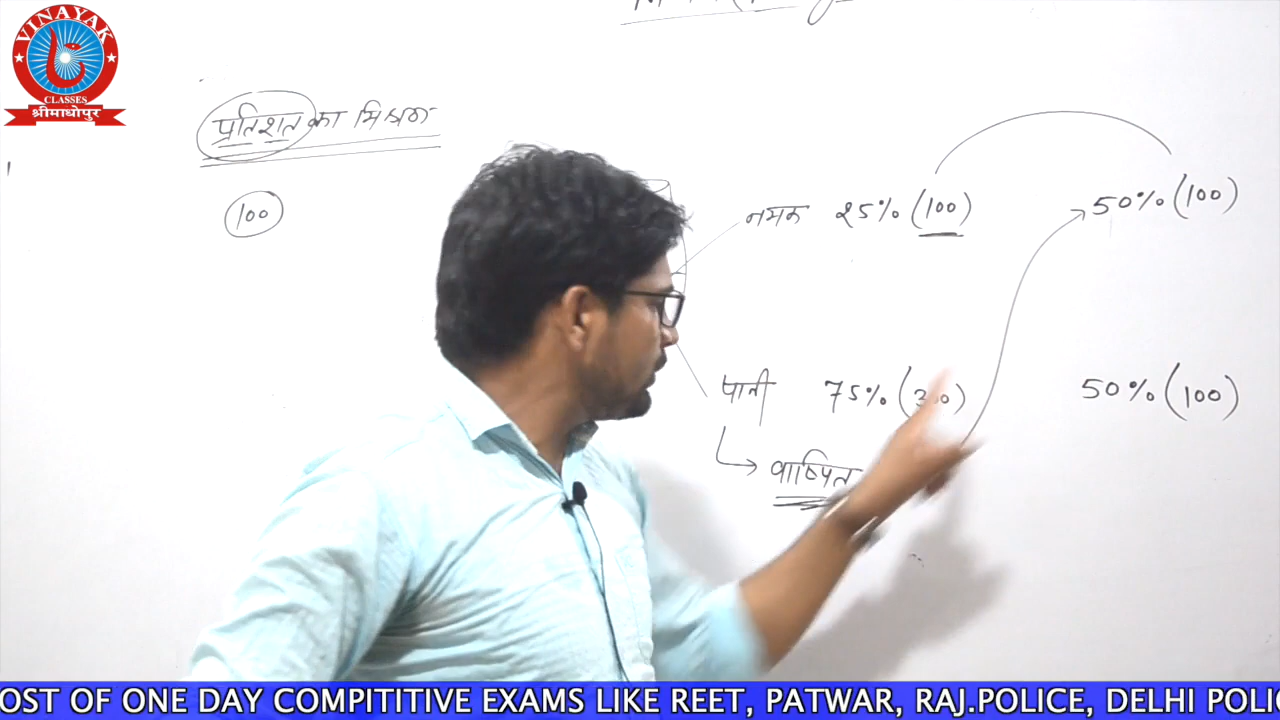 VINAYAK
CLASSES
श्रीमाधोपुर
प्रतिशत का मिश्रण
100
नमक 25% (100) 50% (100)
पानी 75% (300) 50% (100)
वाष्पित
OST OF ONE DAY COMPITITIVE EXAMS LIKE REET, PATWAR, RAJ.POLICE, DELHI POLI